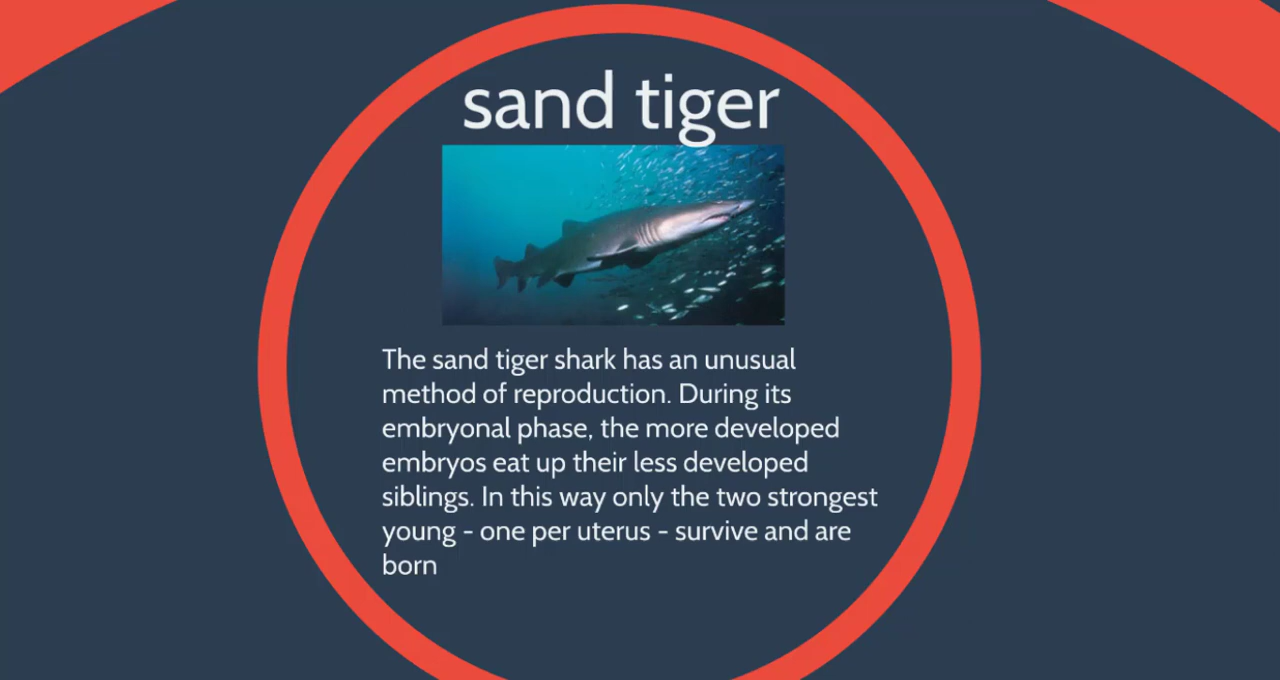 sand tiger
The sand tiger shark has an unusual
method of reproduction. During its
embryonal phase, the more developed
embryos eat up their less developed
siblings. In this way only the two strongest
young - one per uterus - survive and are
born